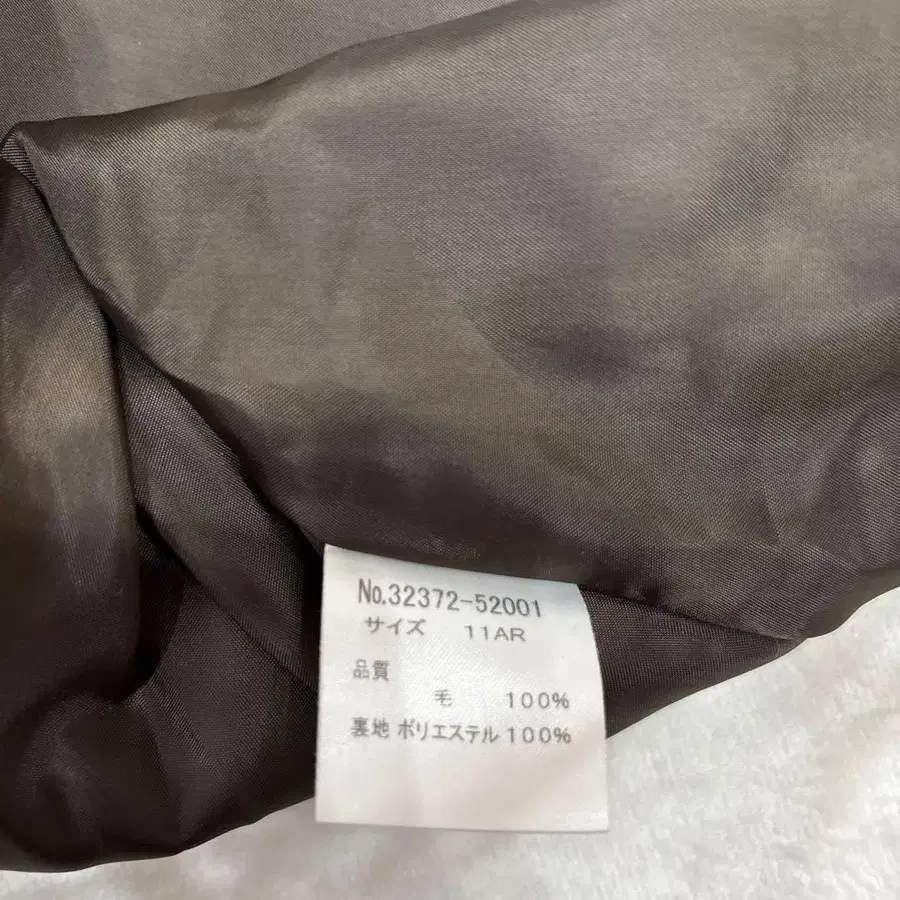 No.32372-52001
サイズ 11AR
品質
毛 100%
裏地 ポリエステル 100%